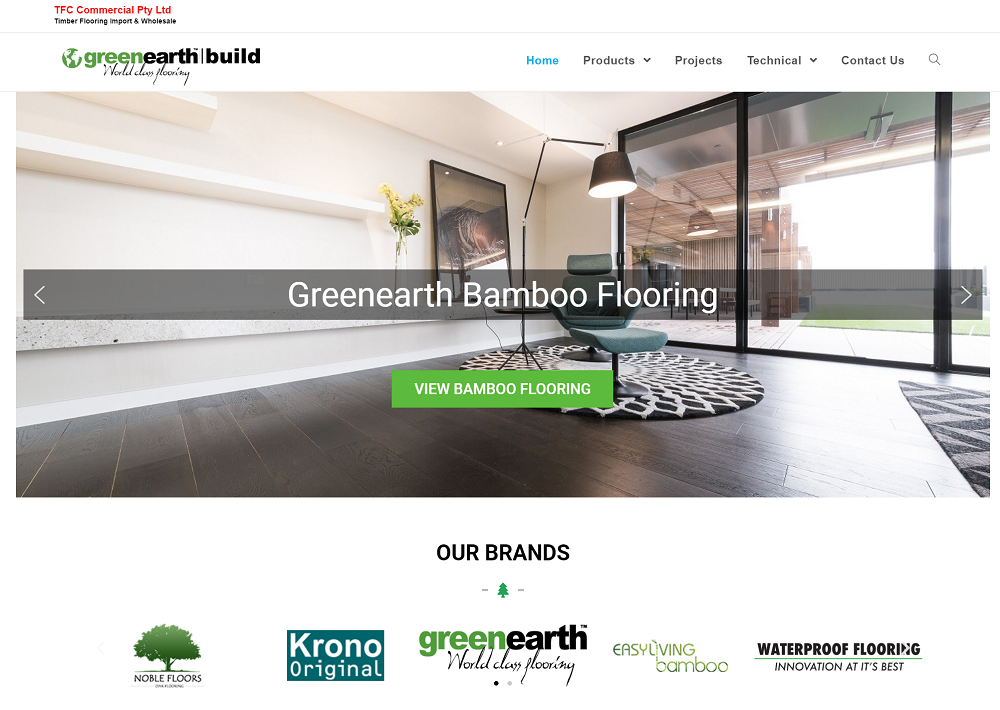 TFC Commercial Pty Ltd
Timber Flooring Import & Wholesale
greenearth™|build
World class flooring
Home Products Projects Technical Contact Us
Greenearth Bamboo Flooring
VIEW BAMBOO FLOORING
OUR BRANDS
NOBLE FLOORS
OAK FLOORING
Krono
Original
greenearth™
World class flooring
EASYLIVING
bamboo
WATERPROOF FLOORING
INNOVATION AT IT'S BEST